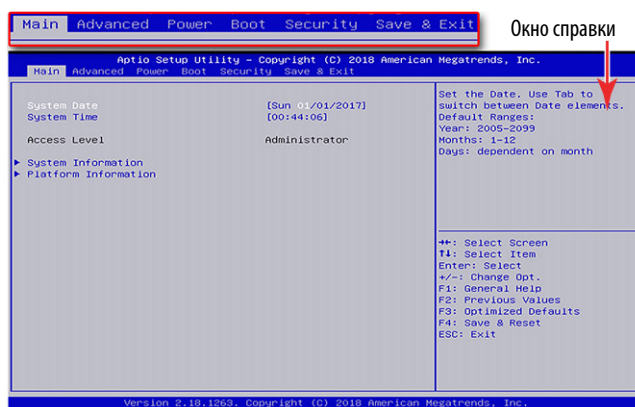 Main Advanced Power Boot Security Save & Exit
Окно справки
Aptio Setup Utility – Copyright (C) 2018 American Megatrends, Inc.
Main Advanced Power Boot Security Save & Exit
System Date [Sun 01/01/2017]
System Time [00:44:06]
Access Level Administrator
► System Information
► Platform Information
Set the Date. Use Tab to
switch between Date elements.
Default Ranges:
Year: 2005-2099
Months: 1-12
Days: dependent on month
→←: Select Screen
↑↓: Select Item
Enter: Select
+/-: Change Opt.
F1: General Help
F2: Previous Values
F3: Optimized Defaults
F4: Save & Reset
ESC: Exit
Version 2.18.1263. Copyright (C) 2018 American Megatrends, Inc.